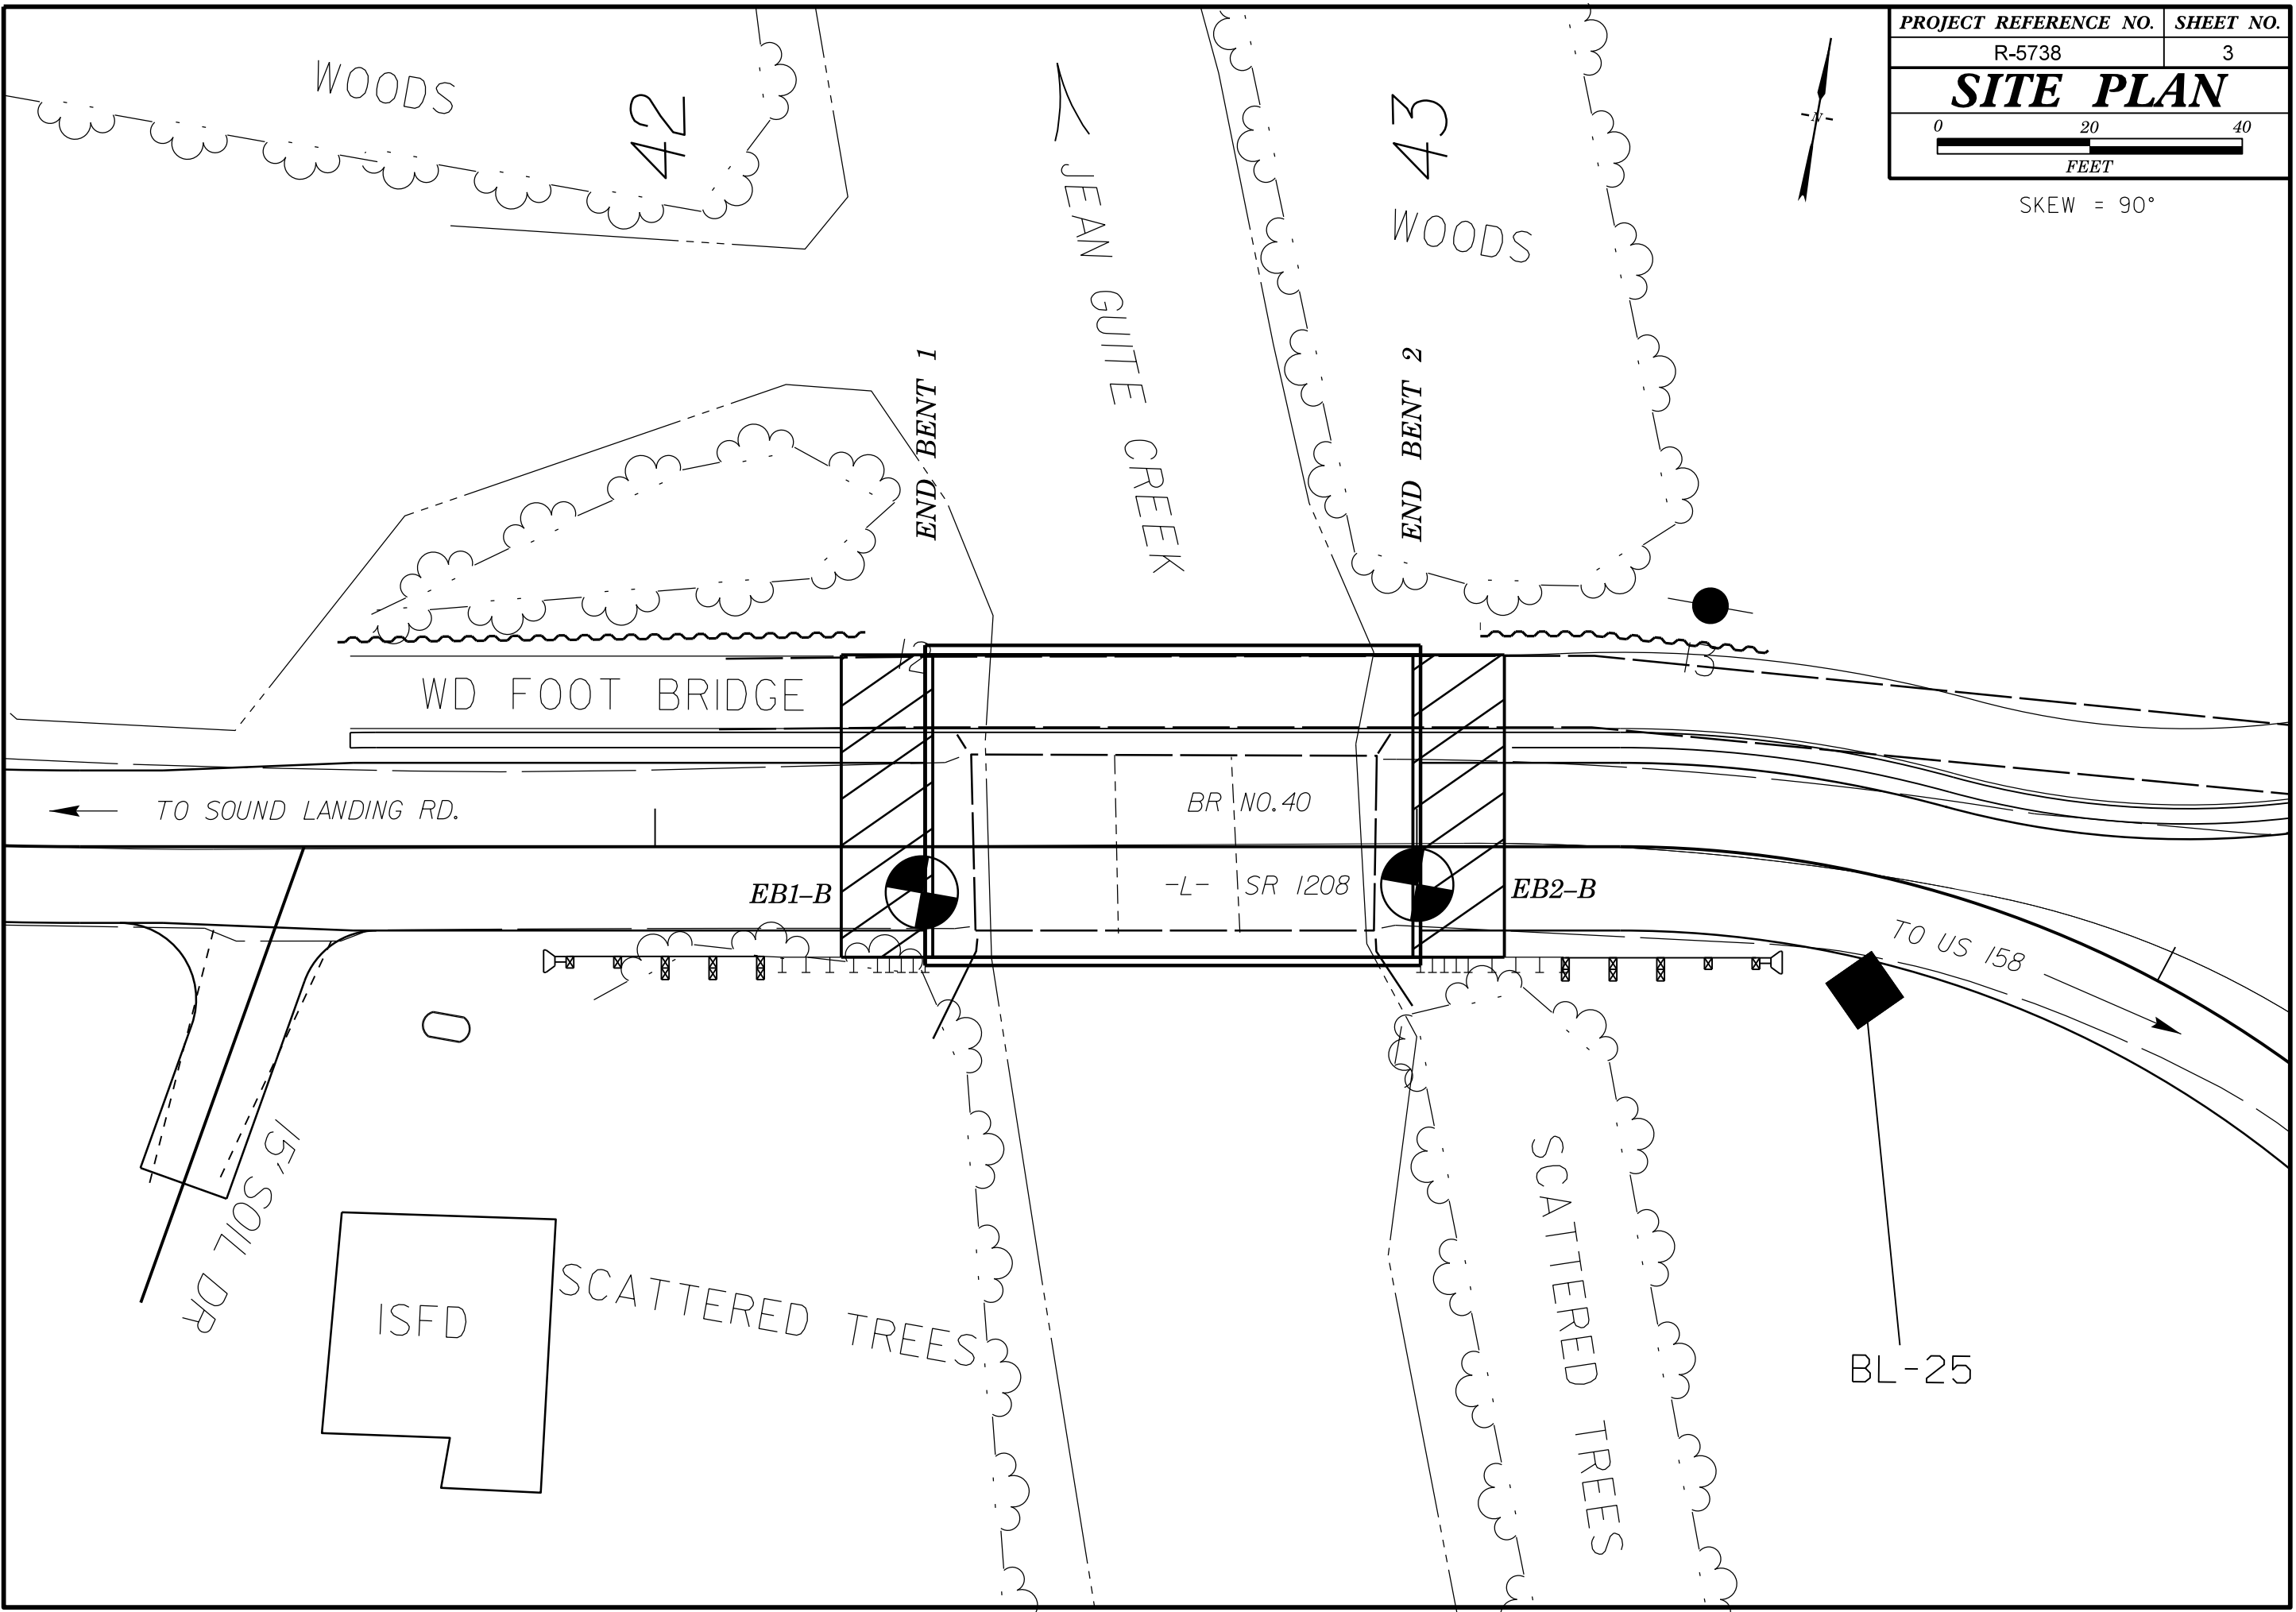 PROJECT REFERENCE NO. SHEET NO.
R-5738 3
SITE PLAN
0 20 40
FEET
SKEW = 90°
N
WOODS
42
43
WOODS
JEAN GUITE CREEK
END BENT 1
END BENT 2
12
13
WD FOOT BRIDGE
TO SOUND LANDING RD.
BR NO.40
EB1-B
-L- SR 1208
EB2-B
TO US 158
15' SOIL DR
ISFD
SCATTERED TREES
SCATTERED TREES
BL-25